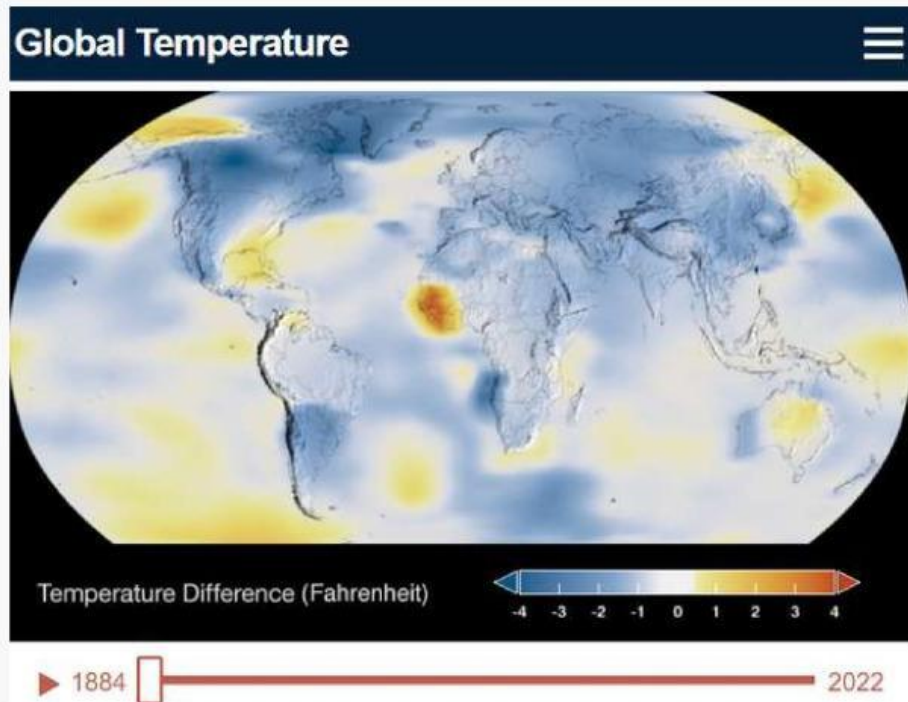 Global Temperature
Temperature Difference (Fahrenheit)
-4 -3 -2 -1 0 1 2 3 4
1884 2022